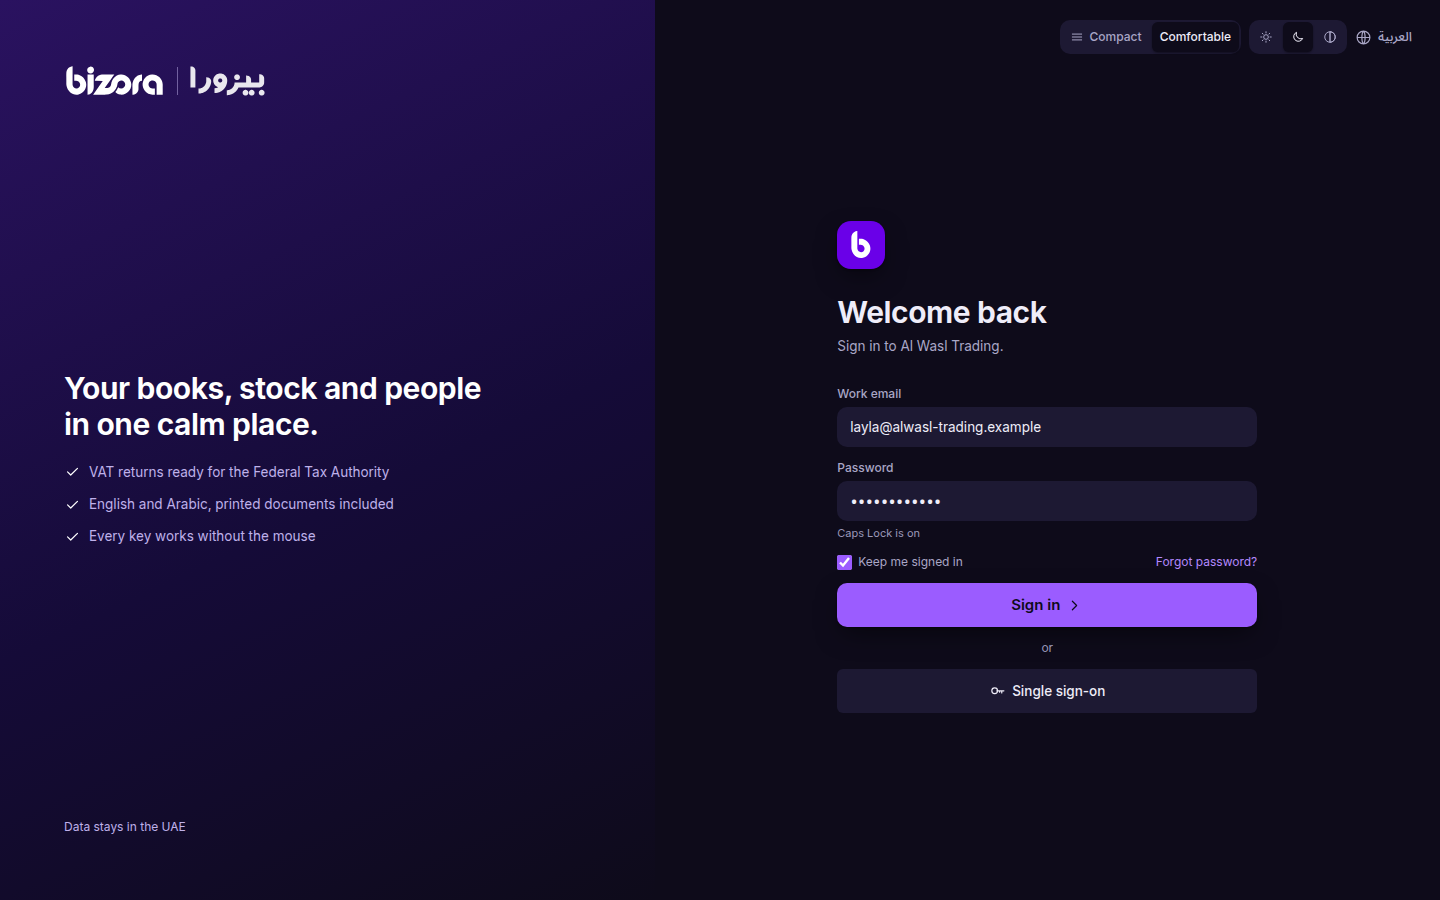 Compact
Comfortable
العربية
bizora | بيزورا
Your books, stock and people
in one calm place.
VAT returns ready for the Federal Tax Authority
English and Arabic, printed documents included
Every key works without the mouse
Data stays in the UAE
b
Welcome back
Sign in to Al Wasl Trading.
Work email
layla@alwasl-trading.example
Password
••••••••••••
Caps Lock is on
Keep me signed in
Forgot password?
Sign in
or
Single sign-on